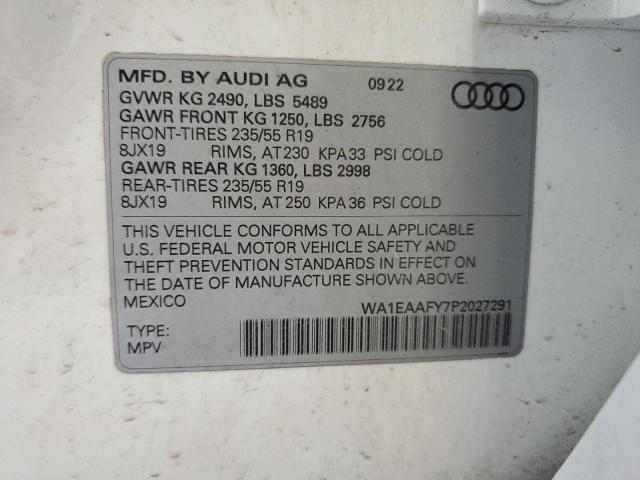 MFD. BY AUDI AG 0922
GVWR KG 2490, LBS 5489
GAWR FRONT KG 1250, LBS 2756
FRONT-TIRES 235/55 R19
8JX19 RIMS, AT 230 KPA 33 PSI COLD
GAWR REAR KG 1360, LBS 2998
REAR-TIRES 235/55 R19
8JX19 RIMS, AT 250 KPA 36 PSI COLD
THIS VEHICLE CONFORMS TO ALL APPLICABLE
U.S. FEDERAL MOTOR VEHICLE SAFETY AND
THEFT PREVENTION STANDARDS IN EFFECT ON
THE DATE OF MANUFACTURE SHOWN ABOVE.
MEXICO WA1EAAFY7P2027291
TYPE:
MPV